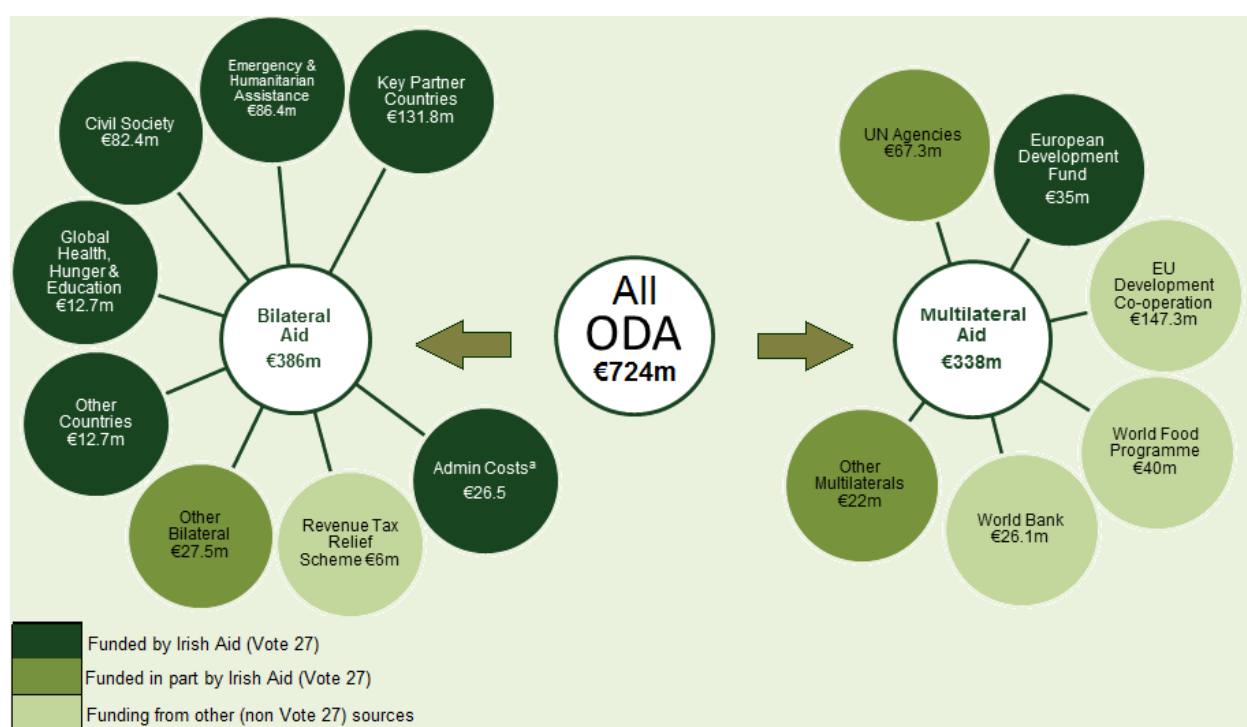 Emergency &
Humanitarian
Assistance
€86.4m
Key Partner
Countries
€131.8m
Civil Society
€82.4m
Global
Health,
Hunger &
Education
€12.7m
Other
Countries
€12.7m
Other
Bilateral
€27.5m
Revenue Tax
Relief
Scheme €6m
Admin Costsª
€26.5
Bilateral
Aid
€386m
All
ODA
€724m
Multilateral
Aid
€338m
UN Agencies
€67.3m
European
Development
Fund
€35m
EU
Development
Co-operation
€147.3m
World Food
Programme
€40m
World Bank
€26.1m
Other
Multilaterals
€22m
Funded by Irish Aid (Vote 27)
Funded in part by Irish Aid (Vote 27)
Funding from other (non Vote 27) sources